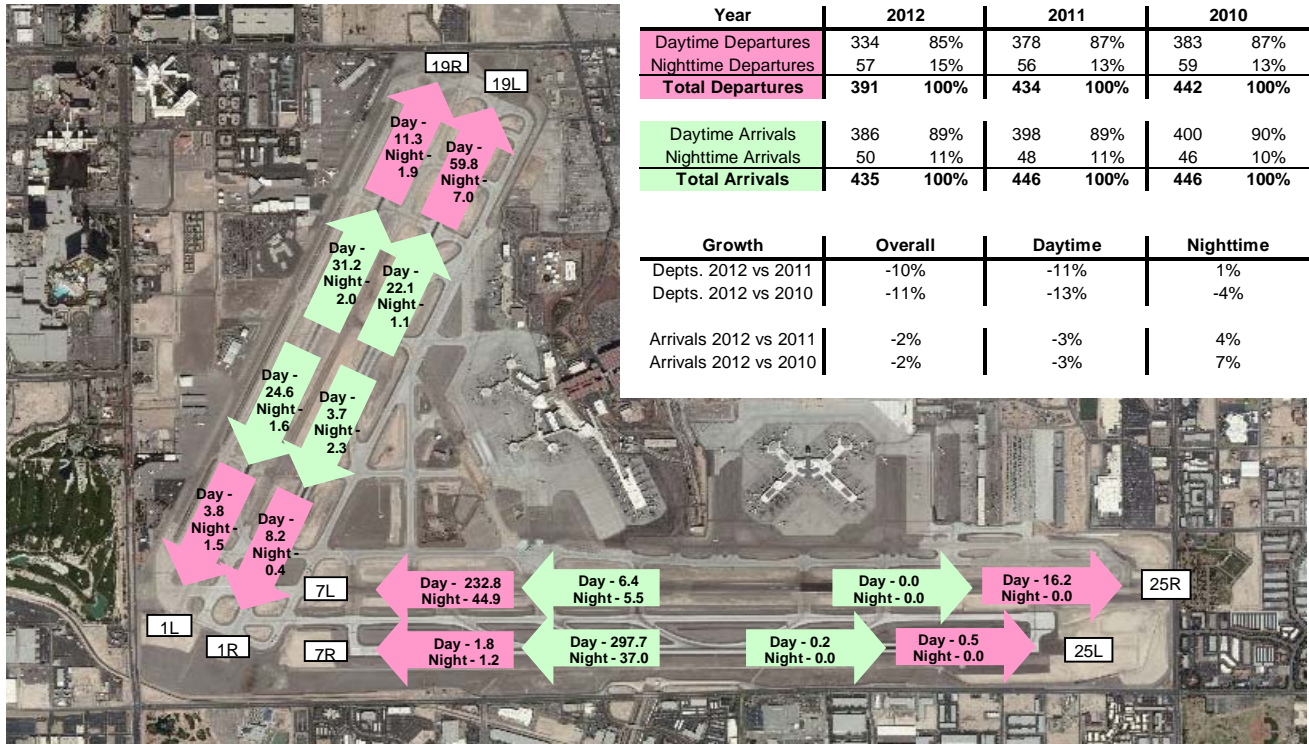 Year 2012 2011 2010
Daytime Departures 334 85% 378 87% 383 87%
Nighttime Departures 57 15% 56 13% 59 13%
Total Departures 391 100% 434 100% 442 100%
Daytime Arrivals 386 89% 398 89% 400 90%
Nighttime Arrivals 50 11% 48 11% 46 10%
Total Arrivals 435 100% 446 100% 446 100%
Growth Overall Daytime Nighttime
Depts. 2012 vs 2011 -10% -11% 1%
Depts. 2012 vs 2010 -11% -13% -4%
Arrivals 2012 vs 2011 -2% -3% 4%
Arrivals 2012 vs 2010 -2% -3% 7%
19R
19L
Day -
11.3
Night -
1.9
Day -
59.8
Night -
7.0
Day -
31.2
Night -
2.0
Day -
22.1
Night -
1.1
Day -
24.6
Night -
1.6
Day -
3.7
Night -
2.3
Day -
3.8
Night -
1.5
Day -
8.2
Night -
0.4
1L
1R
7L
Day - 232.8
Night - 44.9
Day - 6.4
Night - 5.5
Day - 0.0
Night - 0.0
Day - 16.2
Night - 0.0
25R
7R
Day - 1.8
Night - 1.2
Day - 297.7
Night - 37.0
Day - 0.2
Night - 0.0
Day - 0.5
Night - 0.0
25L